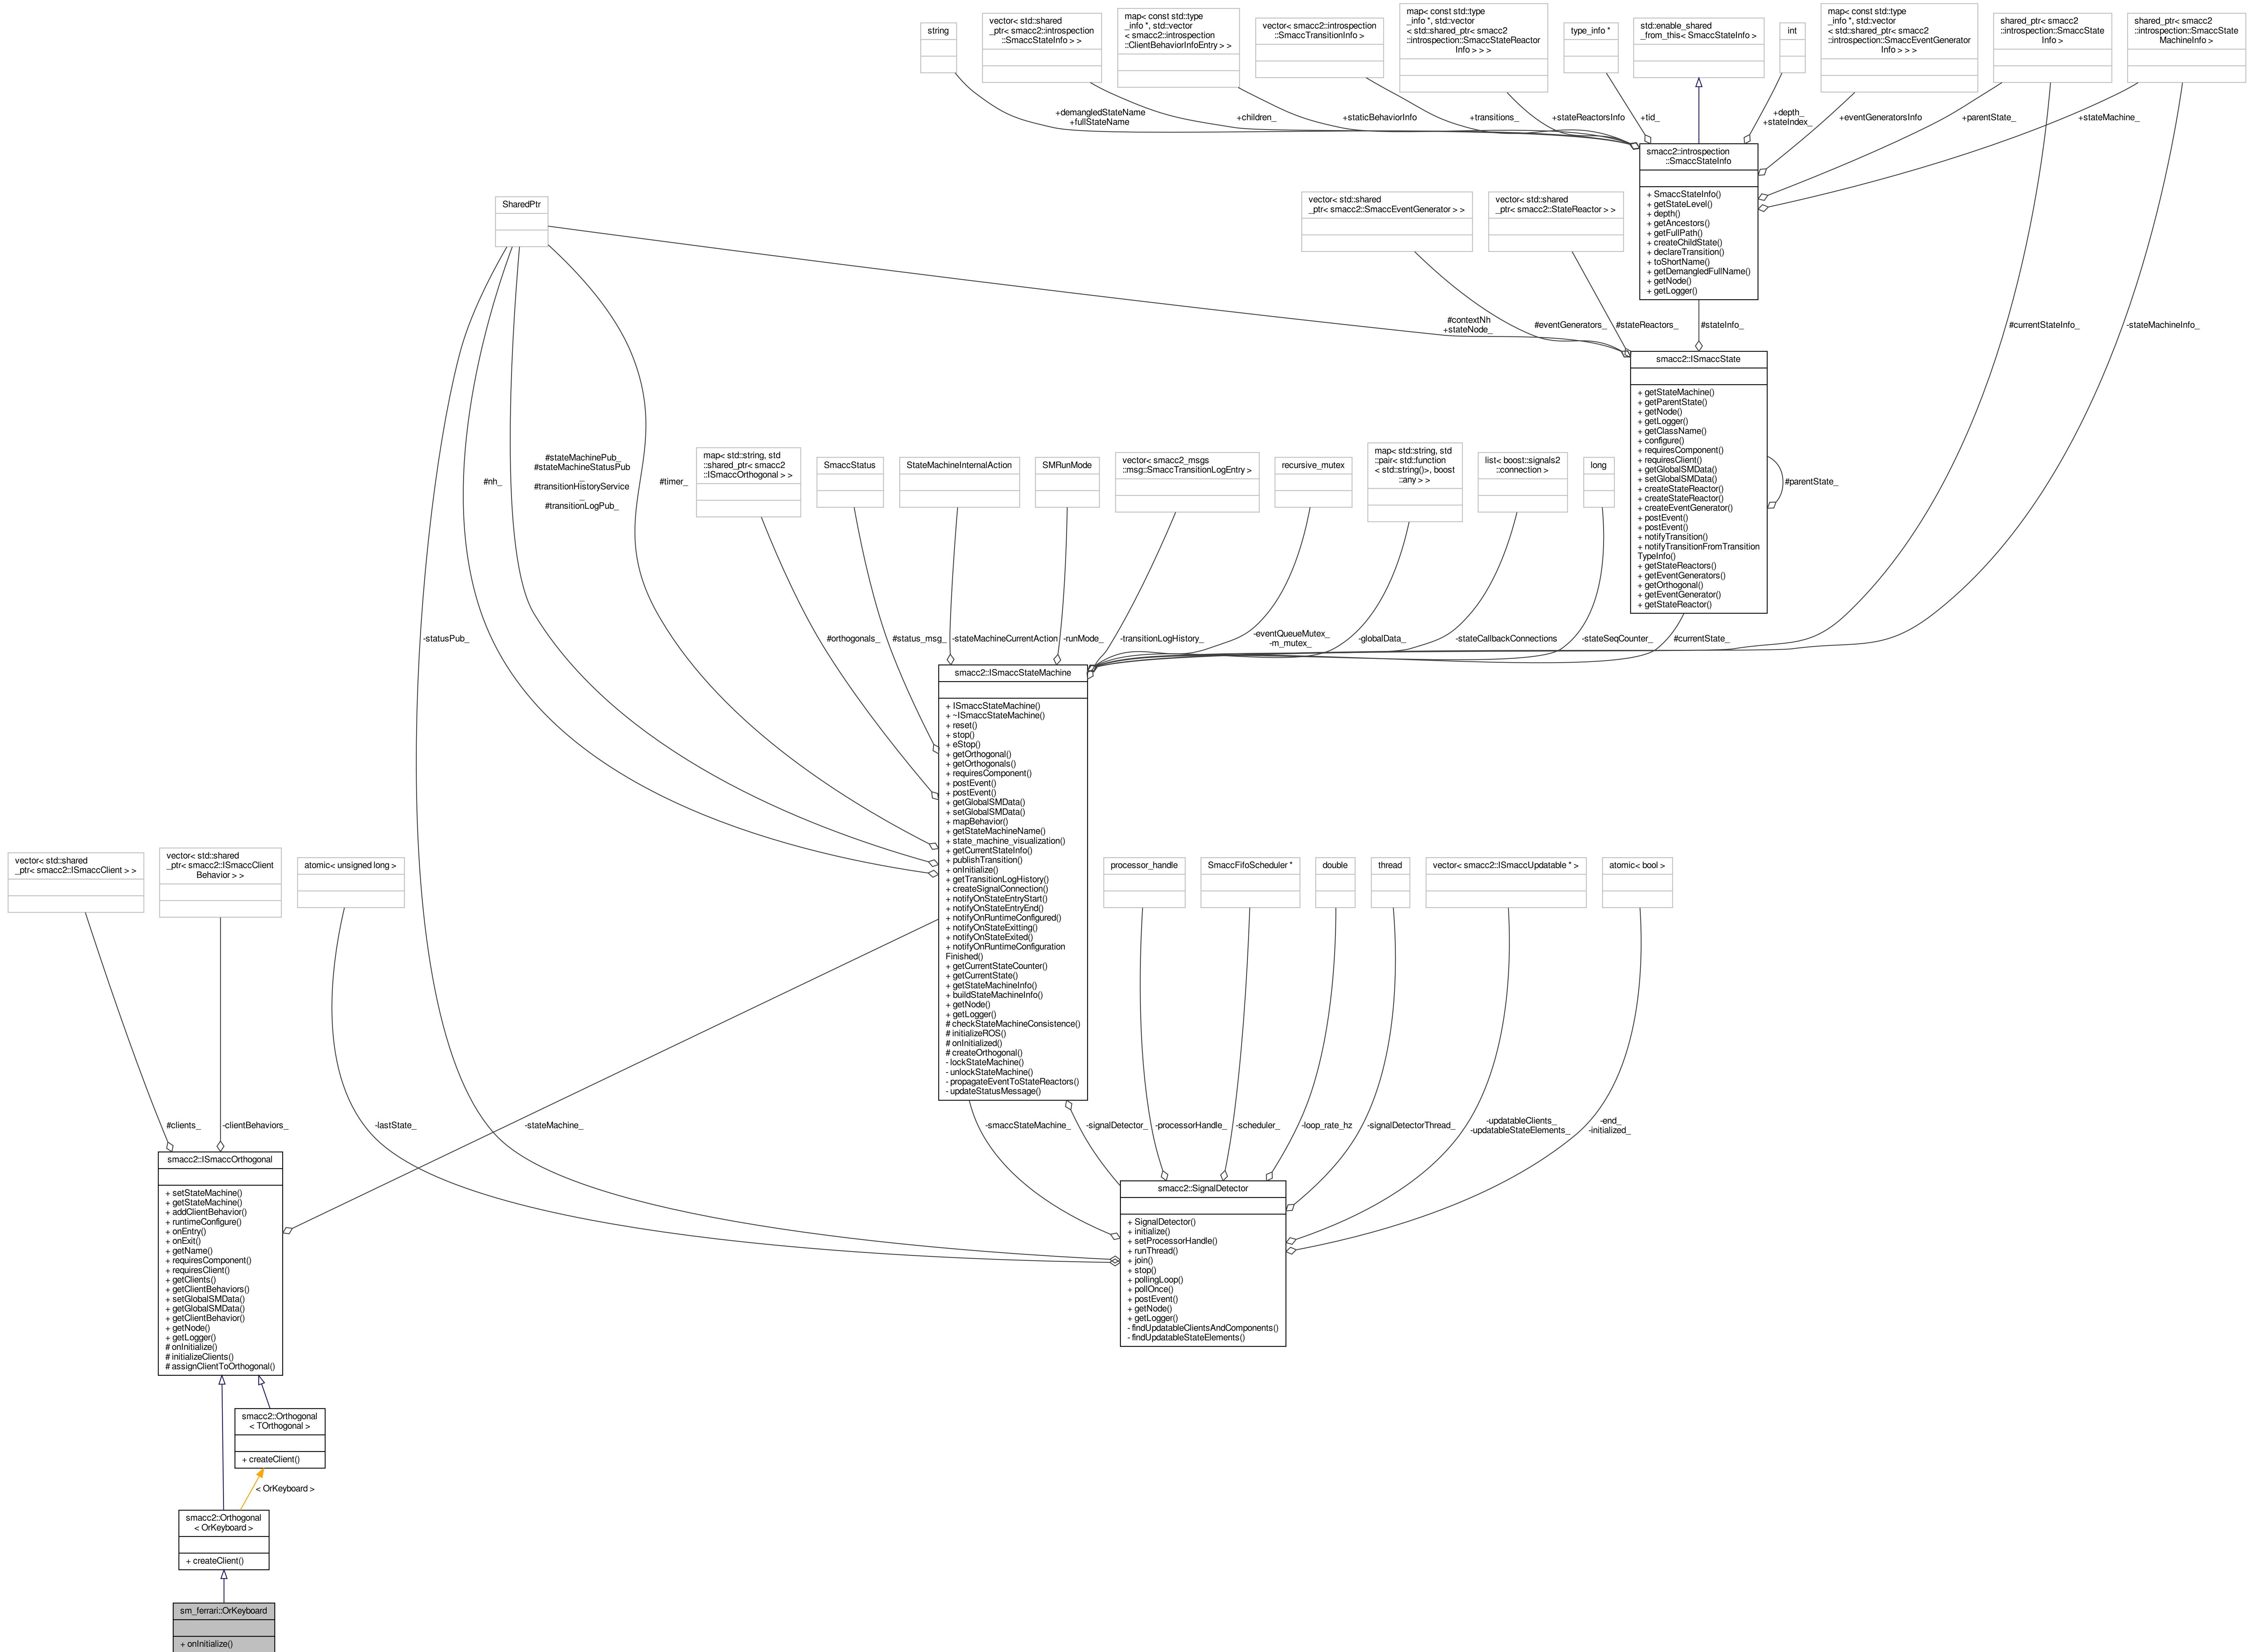 string
vector< std::shared
_ptr< smacc2::introspection
::SmaccStateInfo > >
map< const std::type
_info *, std::vector
< smacc2::introspection
::ClientBehaviorInfoEntry > >
vector< smacc2::introspection
::SmaccTransitionInfo >
map< const std::type
_info *, std::vector
< std::shared_ptr< smacc2
::introspection::SmaccStateReactor
Info > > >
type_info *
std::enable_shared
_from_this< SmaccStateInfo >
int
map< const std::type
_info *, std::vector
< std::shared_ptr< smacc2
::introspection::SmaccEventGenerator
Info > > >
shared_ptr< smacc2
::introspection::SmaccState
Info >
shared_ptr< smacc2
::introspection::SmaccState
MachineInfo >
+demangledStateName
+fullStateName
+children_
+staticBehaviorInfo
+transitions_
+stateReactorsInfo
+tid_
+depth_
+stateIndex_
+eventGeneratorsInfo
+parentState_
+stateMachine_
smacc2::introspection
::SmaccStateInfo
+ SmaccStateInfo()
+ getStateLevel()
+ depth()
+ getAncestors()
+ getFullPath()
+ createChildState()
+ declareTransition()
+ toShortName()
+ getDemangledFullName()
+ getNode()
+ getLogger()
SharedPtr
vector< std::shared
_ptr< smacc2::SmaccEventGenerator > >
vector< std::shared
_ptr< smacc2::StateReactor > >
#contextNh
+stateNode_
#eventGenerators_
#stateReactors_
#stateInfo_
#currentStateInfo_
-stateMachineInfo_
smacc2::ISmaccState
+ getStateMachine()
+ getParentState()
+ getNode()
+ getLogger()
+ getClassName()
+ configure()
+ requiresComponent()
+ requiresClient()
+ getGlobalSMData()
+ setGlobalSMData()
+ createStateReactor()
+ createStateReactor()
+ createEventGenerator()
+ postEvent()
+ postEvent()
+ notifyTransition()
+ notifyTransitionFromTransition
TypeInfo()
+ getStateReactors()
+ getEventGenerators()
+ getOrthogonal()
+ getEventGenerator()
+ getStateReactor()
#parentState_
#nh_
#stateMachinePub_
#stateMachineStatusPub
_
#transitionHistoryService
_
#transitionLogPub_
#timer_
map< std::string, std
::shared_ptr< smacc2
::ISmaccOrthogonal > >
SmaccStatus
StateMachineInternalAction
SMRunMode
vector< smacc2_msgs
::msg::SmaccTransitionLogEntry >
recursive_mutex
map< std::string, std
::pair< std::function
< std::string()>, boost
::any > >
list< boost::signals2
::connection >
long
-statusPub_
#orthogonals_
#status_msg_
-stateMachineCurrentAction
-runMode_
-transitionLogHistory_
-eventQueueMutex_
-m_mutex_
-globalData_
-stateCallbackConnections
-stateSeqCounter_
#currentState_
smacc2::ISmaccStateMachine
+ ISmaccStateMachine()
+ ~ISmaccStateMachine()
+ reset()
+ stop()
+ eStop()
+ getOrthogonal()
+ getOrthogonals()
+ requiresComponent()
+ postEvent()
+ postEvent()
+ getGlobalSMData()
+ setGlobalSMData()
+ mapBehavior()
+ getStateMachineName()
+ state_machine_visualization()
+ getCurrentStateInfo()
+ publishTransition()
+ onInitialize()
+ getTransitionLogHistory()
+ createSignalConnection()
+ notifyOnStateEntryStart()
+ notifyOnStateEntryEnd()
+ notifyOnRuntimeConfigured()
+ notifyOnStateExitting()
+ notifyOnStateExited()
+ notifyOnRuntimeConfiguration
Finished()
+ getCurrentStateCounter()
+ getCurrentState()
+ getStateMachineInfo()
+ buildStateMachineInfo()
+ getNode()
+ getLogger()
# checkStateMachineConsistence()
# initializeROS()
# onInitialized()
# createOrthogonal()
- lockStateMachine()
- unlockStateMachine()
- propagateEventToStateReactors()
- updateStatusMessage()
vector< std::shared
_ptr< smacc2::ISmaccClient > >
vector< std::shared
_ptr< smacc2::ISmaccClient
Behavior > >
atomic< unsigned long >
processor_handle
SmaccFifoScheduler *
double
thread
vector< smacc2::ISmaccUpdatable * >
atomic< bool >
#clients_
-clientBehaviors_
-lastState_
-stateMachine_
-smaccStateMachine_
-signalDetector_
-processorHandle_
-scheduler_
-loop_rate_hz
-signalDetectorThread_
-updatableClients_
-updatableStateElements_
-end_
-initialized_
smacc2::ISmaccOrthogonal
+ setStateMachine()
+ getStateMachine()
+ addClientBehavior()
+ runtimeConfigure()
+ onEntry()
+ onExit()
+ getName()
+ requiresComponent()
+ requiresClient()
+ getClients()
+ getClientBehaviors()
+ setGlobalSMData()
+ getGlobalSMData()
+ getClientBehavior()
+ getNode()
+ getLogger()
# onInitialize()
# initializeClients()
# assignClientToOrthogonal()
smacc2::SignalDetector
+ SignalDetector()
+ initialize()
+ setProcessorHandle()
+ runThread()
+ join()
+ stop()
+ pollingLoop()
+ pollOnce()
+ postEvent()
+ getNode()
+ getLogger()
- findUpdatableClientsAndComponents()
- findUpdatableStateElements()
smacc2::Orthogonal
< TOrthogonal >
+ createClient()
< OrKeyboard >
smacc2::Orthogonal
< OrKeyboard >
+ createClient()
sm_ferrari::OrKeyboard
+ onInitialize()